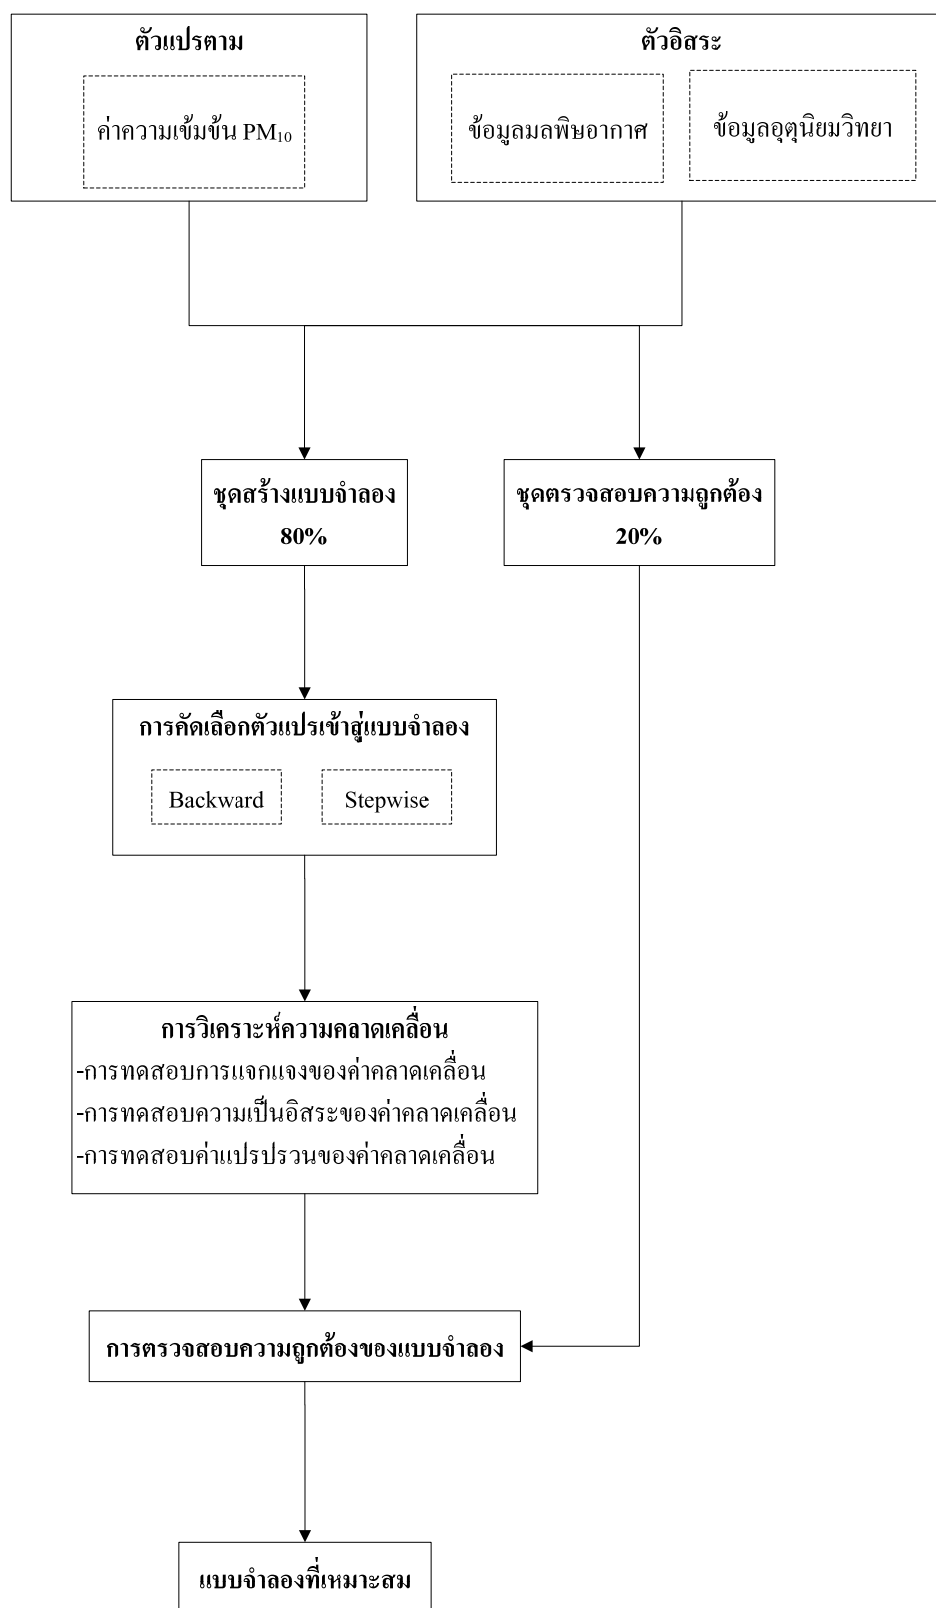 ตัวแปรตาม
ค่าความเข้มข้น PM₁₀
ตัวอิสระ
ข้อมูลมลพิษอากาศ
ข้อมูลอุตุนิยมวิทยา
ชุดสร้างแบบจำลอง
80%
ชุดตรวจสอบความถูกต้อง
20%
การคัดเลือกตัวแปรเข้าสู่แบบจำลอง
Backward
Stepwise
การวิเคราะห์ความคลาดเคลื่อน
-การทดสอบการแจกแจงของค่าคลาดเคลื่อน
-การทดสอบความเป็นอิสระของค่าคลาดเคลื่อน
-การทดสอบค่าแปรปรวนของค่าคลาดเคลื่อน
การตรวจสอบความถูกต้องของแบบจำลอง
แบบจำลองที่เหมาะสม